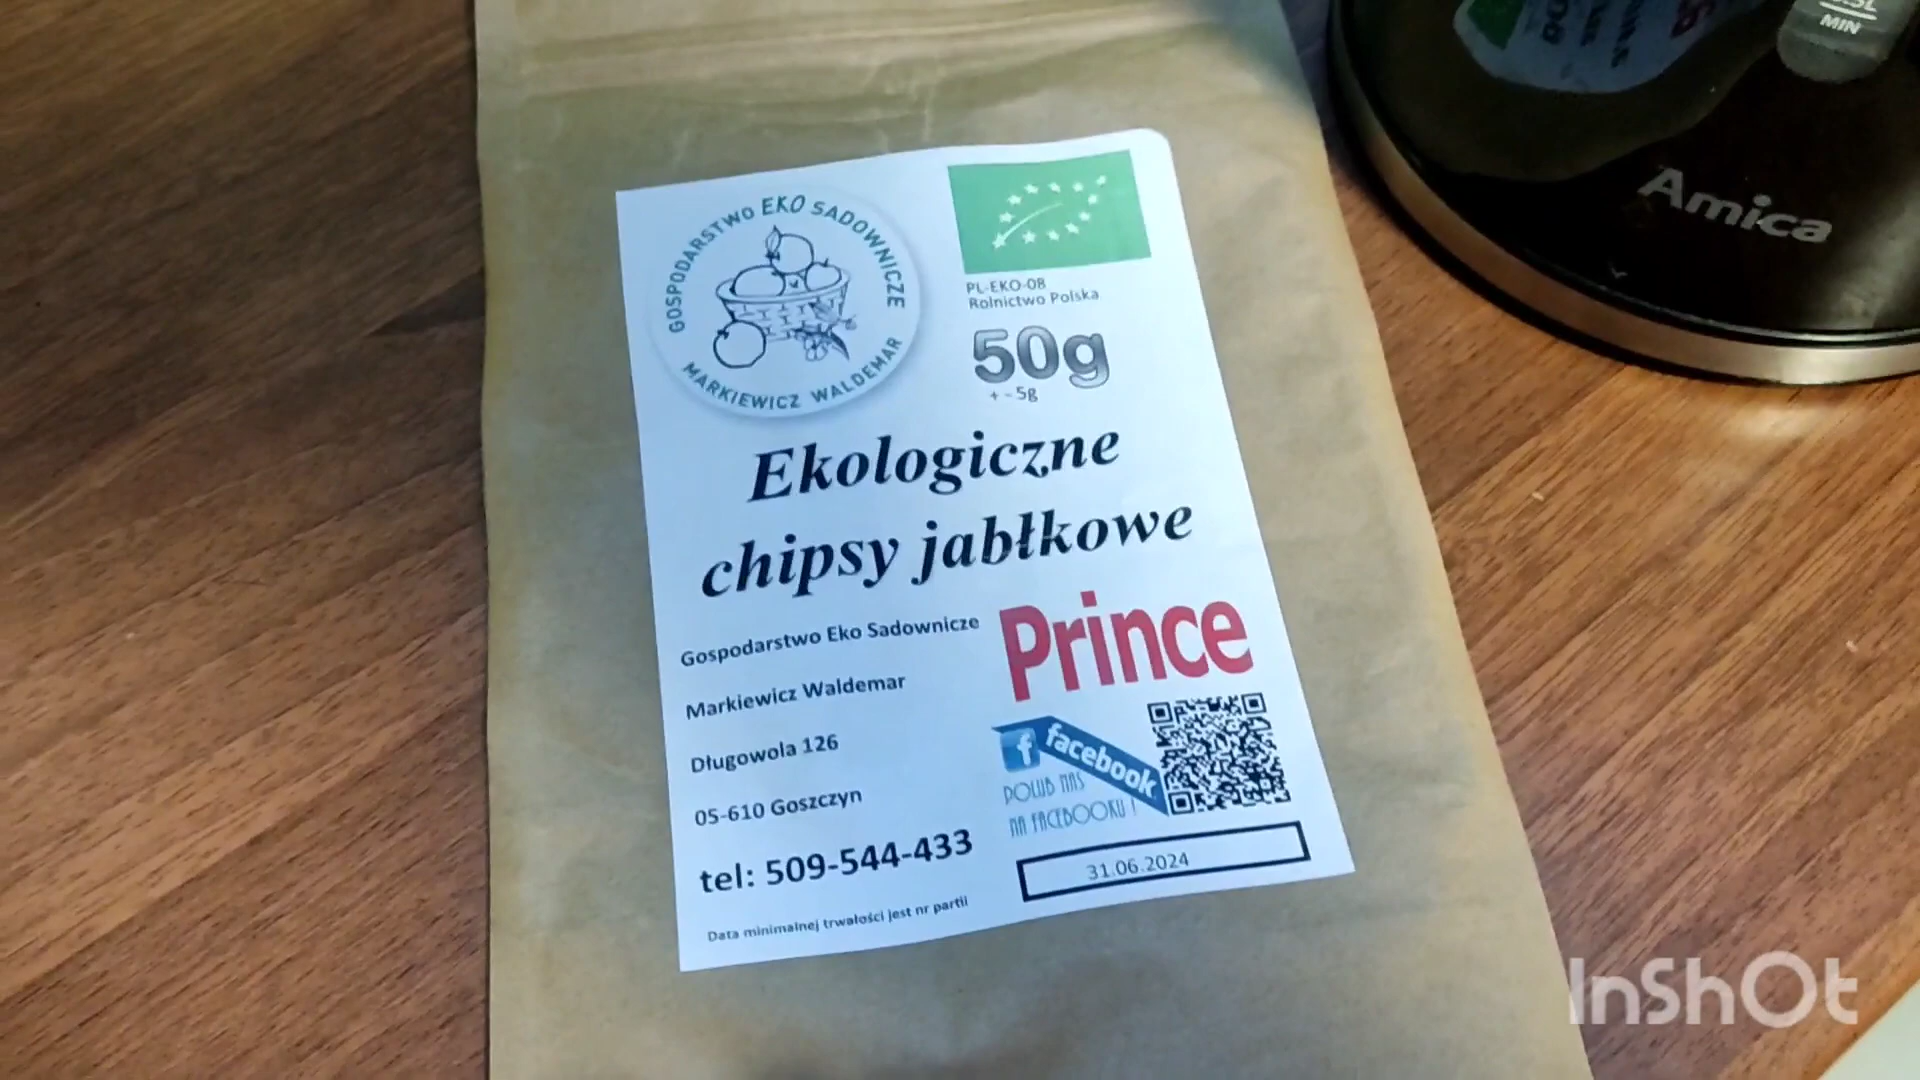 GOSPODARSTWO EKO SADOWNICZE
MARKIEWICZ WALDEMAR
PL-EKO-08
Rolnictwo Polska
50g
+ - 5g
Ekologiczne
chipsy jabłkowe
Gospodarstwo Eko Sadownicze
Markiewicz Waldemar
Długowola 126
05-610 Goszczyn
tel: 509-544-433
Data minimalnej trwałości jest nr partii
Prince
f facebook
POLUB NAS
NA FACEBOOKU !
31.06.2024
MIN
Amica
InShOt